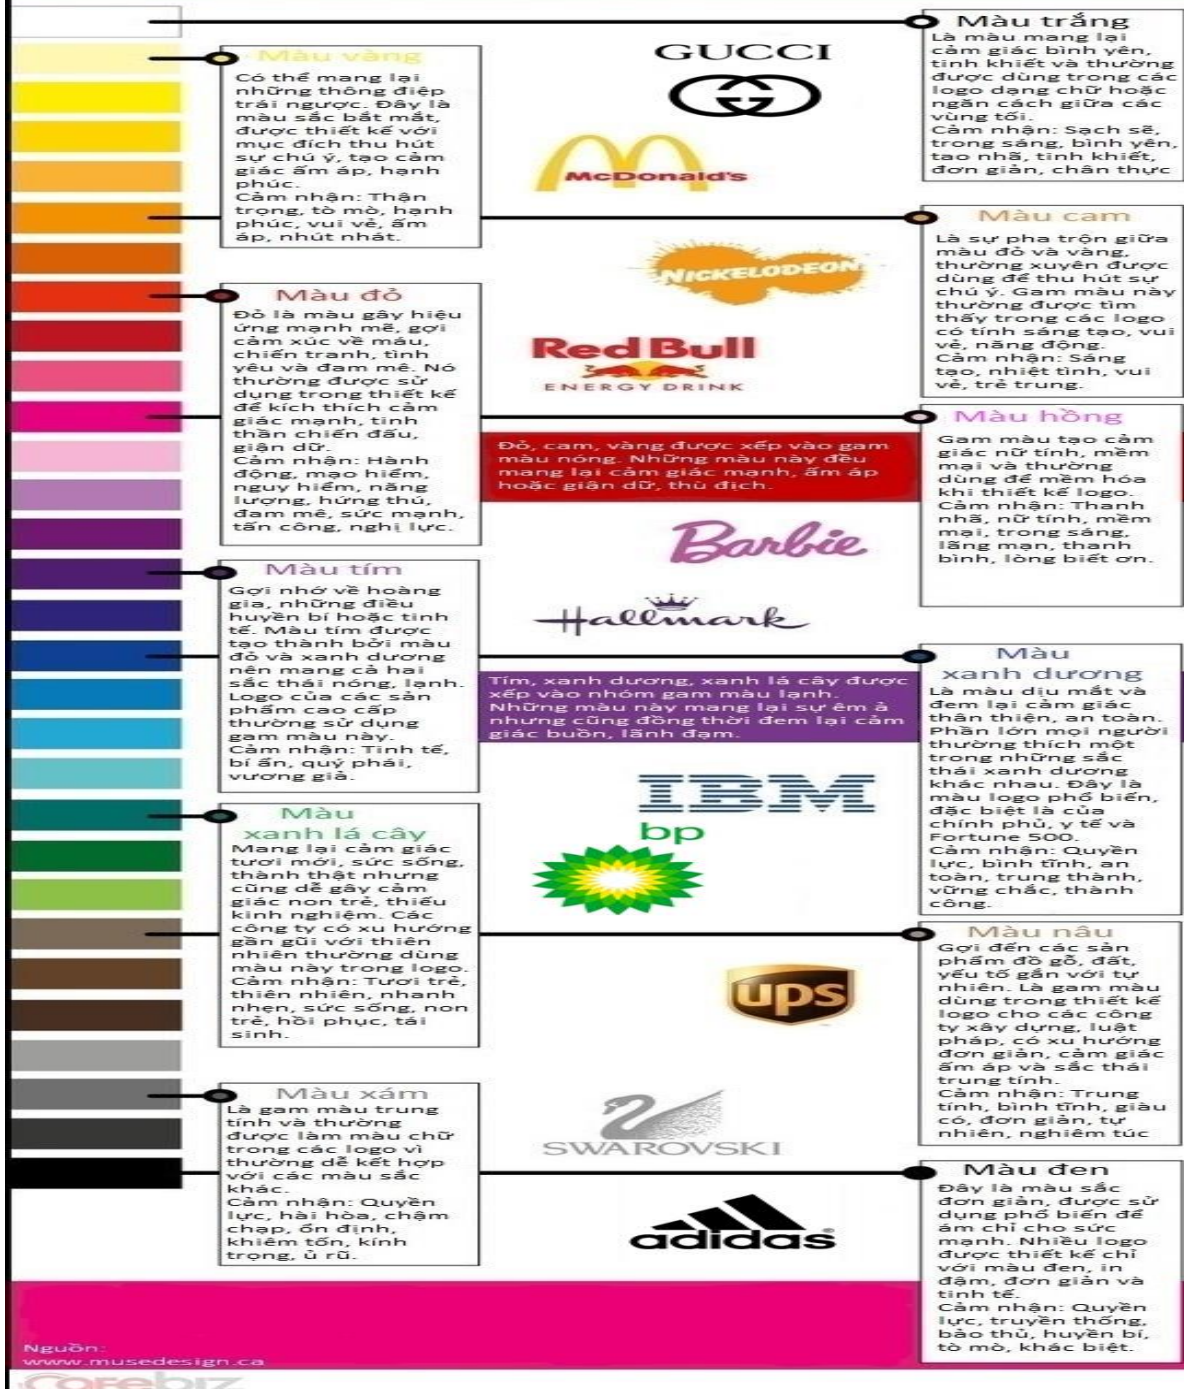 Màu trắng
Là màu mang lại
cảm giác bình yên,
tinh khiết và thường
được dùng trong các
logo dạng chữ hoặc
ngăn cách giữa các
vùng tối.
Cảm nhận: Sạch sẽ,
trong sáng, bình yên,
tao nhã, tinh khiết,
đơn giản, chân thực
Màu vàng
Có thể mang lại
những thông điệp
trái ngược. Đây là
màu sắc bắt mắt,
được thiết kế với
mục đích thu hút
sự chú ý, tạo cảm
giác ấm áp, hạnh
phúc.
Cảm nhận: Thận
trọng, tò mò, hạnh
phúc, vui vẻ, ấm
áp, nhút nhát.
GUCCI
McDonald's
Màu cam
Là sự pha trộn giữa
màu đỏ và vàng,
thường xuyên được
dùng để thu hút sự
chú ý. Gam màu này
thường được tìm
thấy trong các logo
có tính sáng tạo, vui
vẻ, năng động.
Cảm nhận: Sáng
tạo, nhiệt tình, vui
vẻ, trẻ trung.
NICKELODEON
Màu đỏ
Đỏ là màu gây hiệu
ứng mạnh mẽ, gợi
cảm xúc về máu,
chiến tranh, tình
yêu và đam mê. Nó
thường được sử
dụng trong thiết kế
để kích thích cảm
giác mạnh, tinh
thần chiến đấu,
giận dữ.
Cảm nhận: Hành
động, mạo hiểm,
nguy hiểm, năng
lượng, hứng thú,
đam mê, sức mạnh,
tấn công, nghị lực.
Red Bull
ENERGY DRINK
Màu hồng
Gam màu tạo cảm
giác nữ tính, mềm
mại và thường
dùng để mềm hóa
khi thiết kế logo.
Cảm nhận: Thanh
nhã, nữ tính, mềm
mại, trong sáng,
lãng mạn, thanh
bình, lòng biết ơn.
Đỏ, cam, vàng được xếp vào gam
màu nóng. Những màu này đều
mang lại cảm giác mạnh, ấm áp
hoặc giận dữ, thù địch.
Barbie
Màu tím
Gợi nhớ về hoàng
gia, những điều
huyền bí hoặc tinh
tế. Màu tím được
tạo thành bởi màu
đỏ và xanh dương
nên mang cả hai
sắc thái nóng, lạnh.
Logo của các sản
phẩm cao cấp
thường sử dụng
gam màu này.
Cảm nhận: Tinh tế,
bí ẩn, quý phái,
vương giả.
Hallmark
Màu
xanh dương
Là màu dịu mắt và
đem lại cảm giác
thân thiện, an toàn.
Phần lớn mọi người
thường thích một
trong những sắc
thái xanh dương
khác nhau. Đây là
màu logo phổ biến,
đặc biệt là của
chính phủ, y tế và
Fortune 500.
Cảm nhận: Quyền
lực, bình tĩnh, an
toàn, trung thành,
vững chắc, thành
công.
Tím, xanh dương, xanh lá cây được
xếp vào nhóm gam màu lạnh.
Những màu này mang lại sự êm ả
nhưng cũng đồng thời đem lại cảm
giác buồn, lãnh đạm.
IBM
bp
Màu
xanh lá cây
Mang lại cảm giác
tươi mới, sức sống,
thành thật nhưng
cũng dễ gây cảm
giác non trẻ, thiếu
kinh nghiệm. Các
công ty có xu hướng
gần gũi với thiên
nhiên thường dùng
màu này trong logo.
Cảm nhận: Tươi trẻ,
thiên nhiên, nhanh
nhẹn, sức sống, non
trẻ, hồi phục, tái
sinh.
Màu nâu
Gợi đến các sản
phẩm đồ gỗ, đất,
yếu tố gắn với tự
nhiên. Là gam màu
dùng trong thiết kế
logo cho các công
ty xây dựng, luật
pháp, có xu hướng
đơn giản, cảm giác
ấm áp và sắc thái
trung tính.
Cảm nhận: Trung
tính, bình tĩnh, giàu
có, đơn giản, tự
nhiên, nghiêm túc
ups
Màu xám
Là gam màu trung
tính và thường
được làm màu chữ
trong các logo vì
thường dễ kết hợp
với các màu sắc
khác.
Cảm nhận: Quyền
lực, hài hòa, chậm
chạp, ổn định,
khiêm tốn, kính
trọng, ủ rũ.
SWAROVSKI
adidas
Màu đen
Đây là màu sắc
đơn giản, được sử
dụng phổ biến để
ám chỉ cho sức
mạnh. Nhiều logo
được thiết kế chỉ
với màu đen, in
đậm, đơn giản và
tinh tế.
Cảm nhận: Quyền
lực, truyền thống,
bảo thủ, huyền bí,
tò mò, khác biệt.
Nguồn:
www.musedesign.ca
Cafebiz